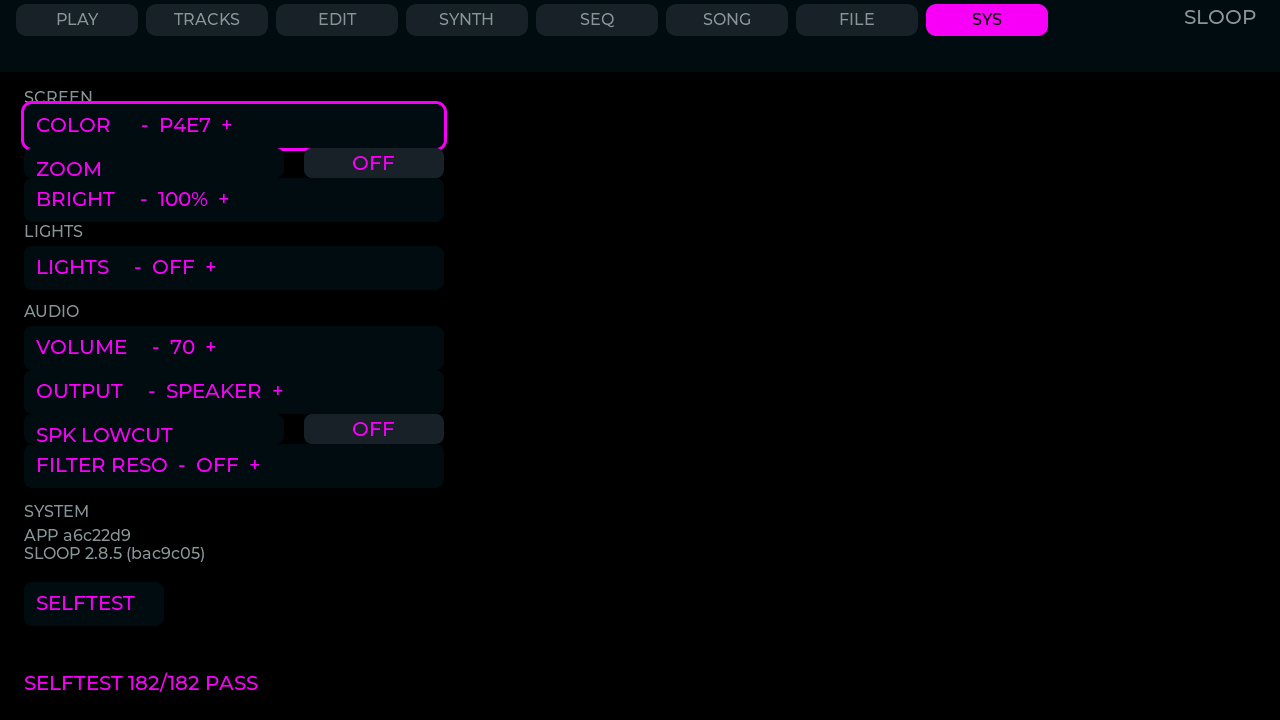 PLAY TRACKS EDIT SYNTH SEQ SONG FILE SYS SLOOP
SCREEN
COLOR - P4E7 +
ZOOM OFF
BRIGHT - 100% +
LIGHTS
LIGHTS - OFF +
AUDIO
VOLUME - 70 +
OUTPUT - SPEAKER +
SPK LOWCUT OFF
FILTER RESO - OFF +
SYSTEM
APP a6c22d9
SLOOP 2.8.5 (bac9c05)
SELFTEST
SELFTEST 182/182 PASS